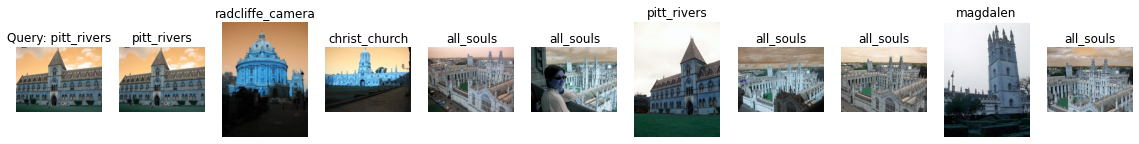 Query: pitt_rivers
pitt_rivers
radcliffe_camera
christ_church
all_souls
all_souls
pitt_rivers
all_souls
all_souls
magdalen
all_souls